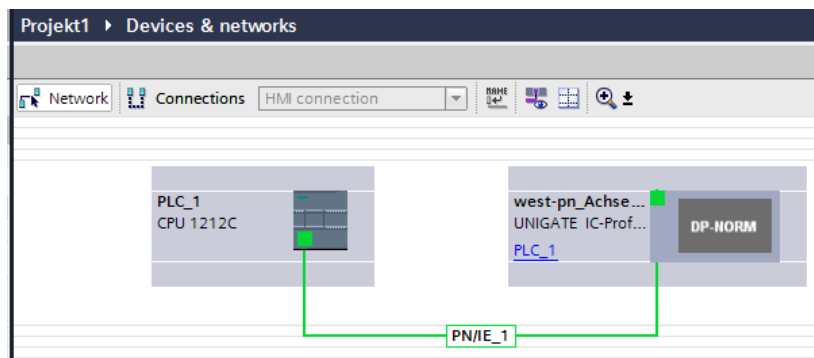 Projekt1 ▸ Devices & networks
Network Connections HMI connection NAME
PLC_1
CPU 1212C
west-pn_Achse...
UNIGATE IC-Prof...
PLC_1
DP-NORM
PN/IE_1